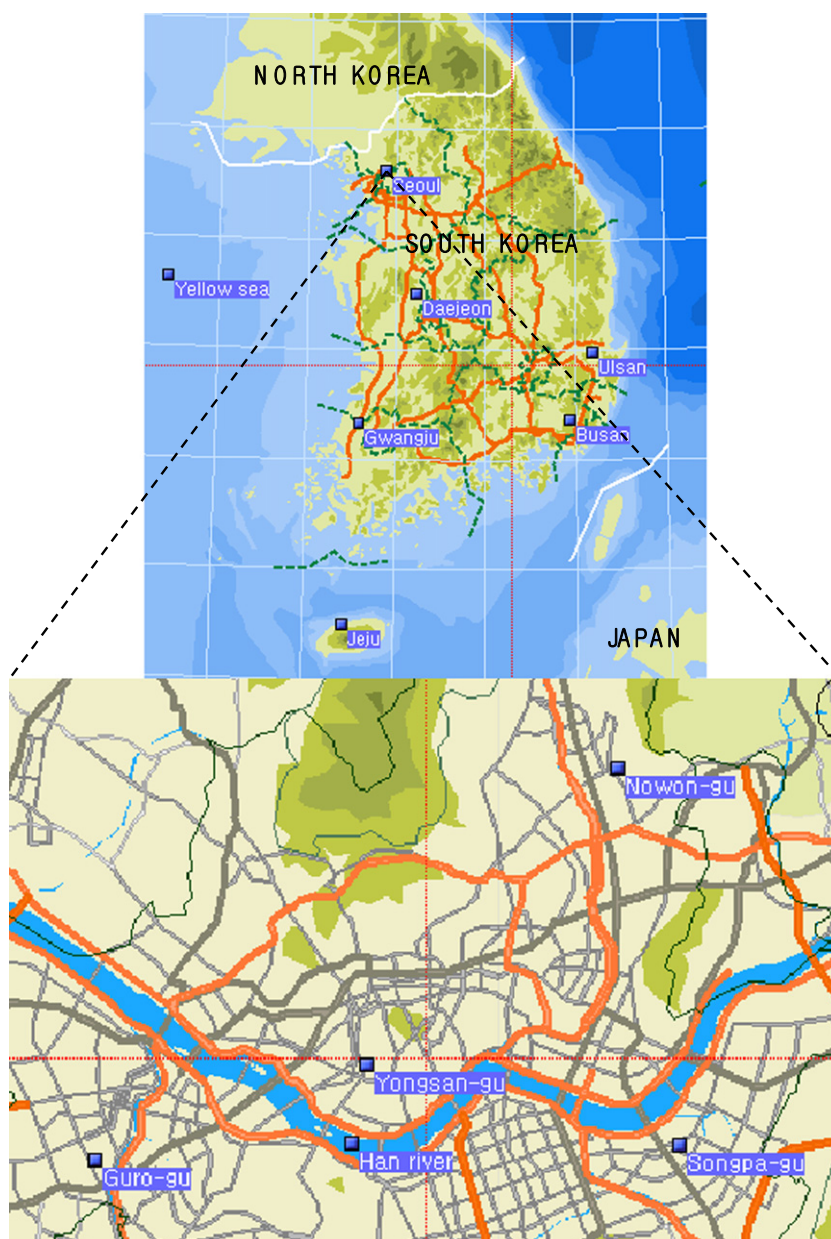 NORTH KOREA
Seoul
SOUTH KOREA
Yellow sea
Daejeon
Ulsan
Gwangju
Busan
Jeju
JAPAN
Nowon-gu
Yongsan-gu
Han river
Guro-gu
Songpa-gu